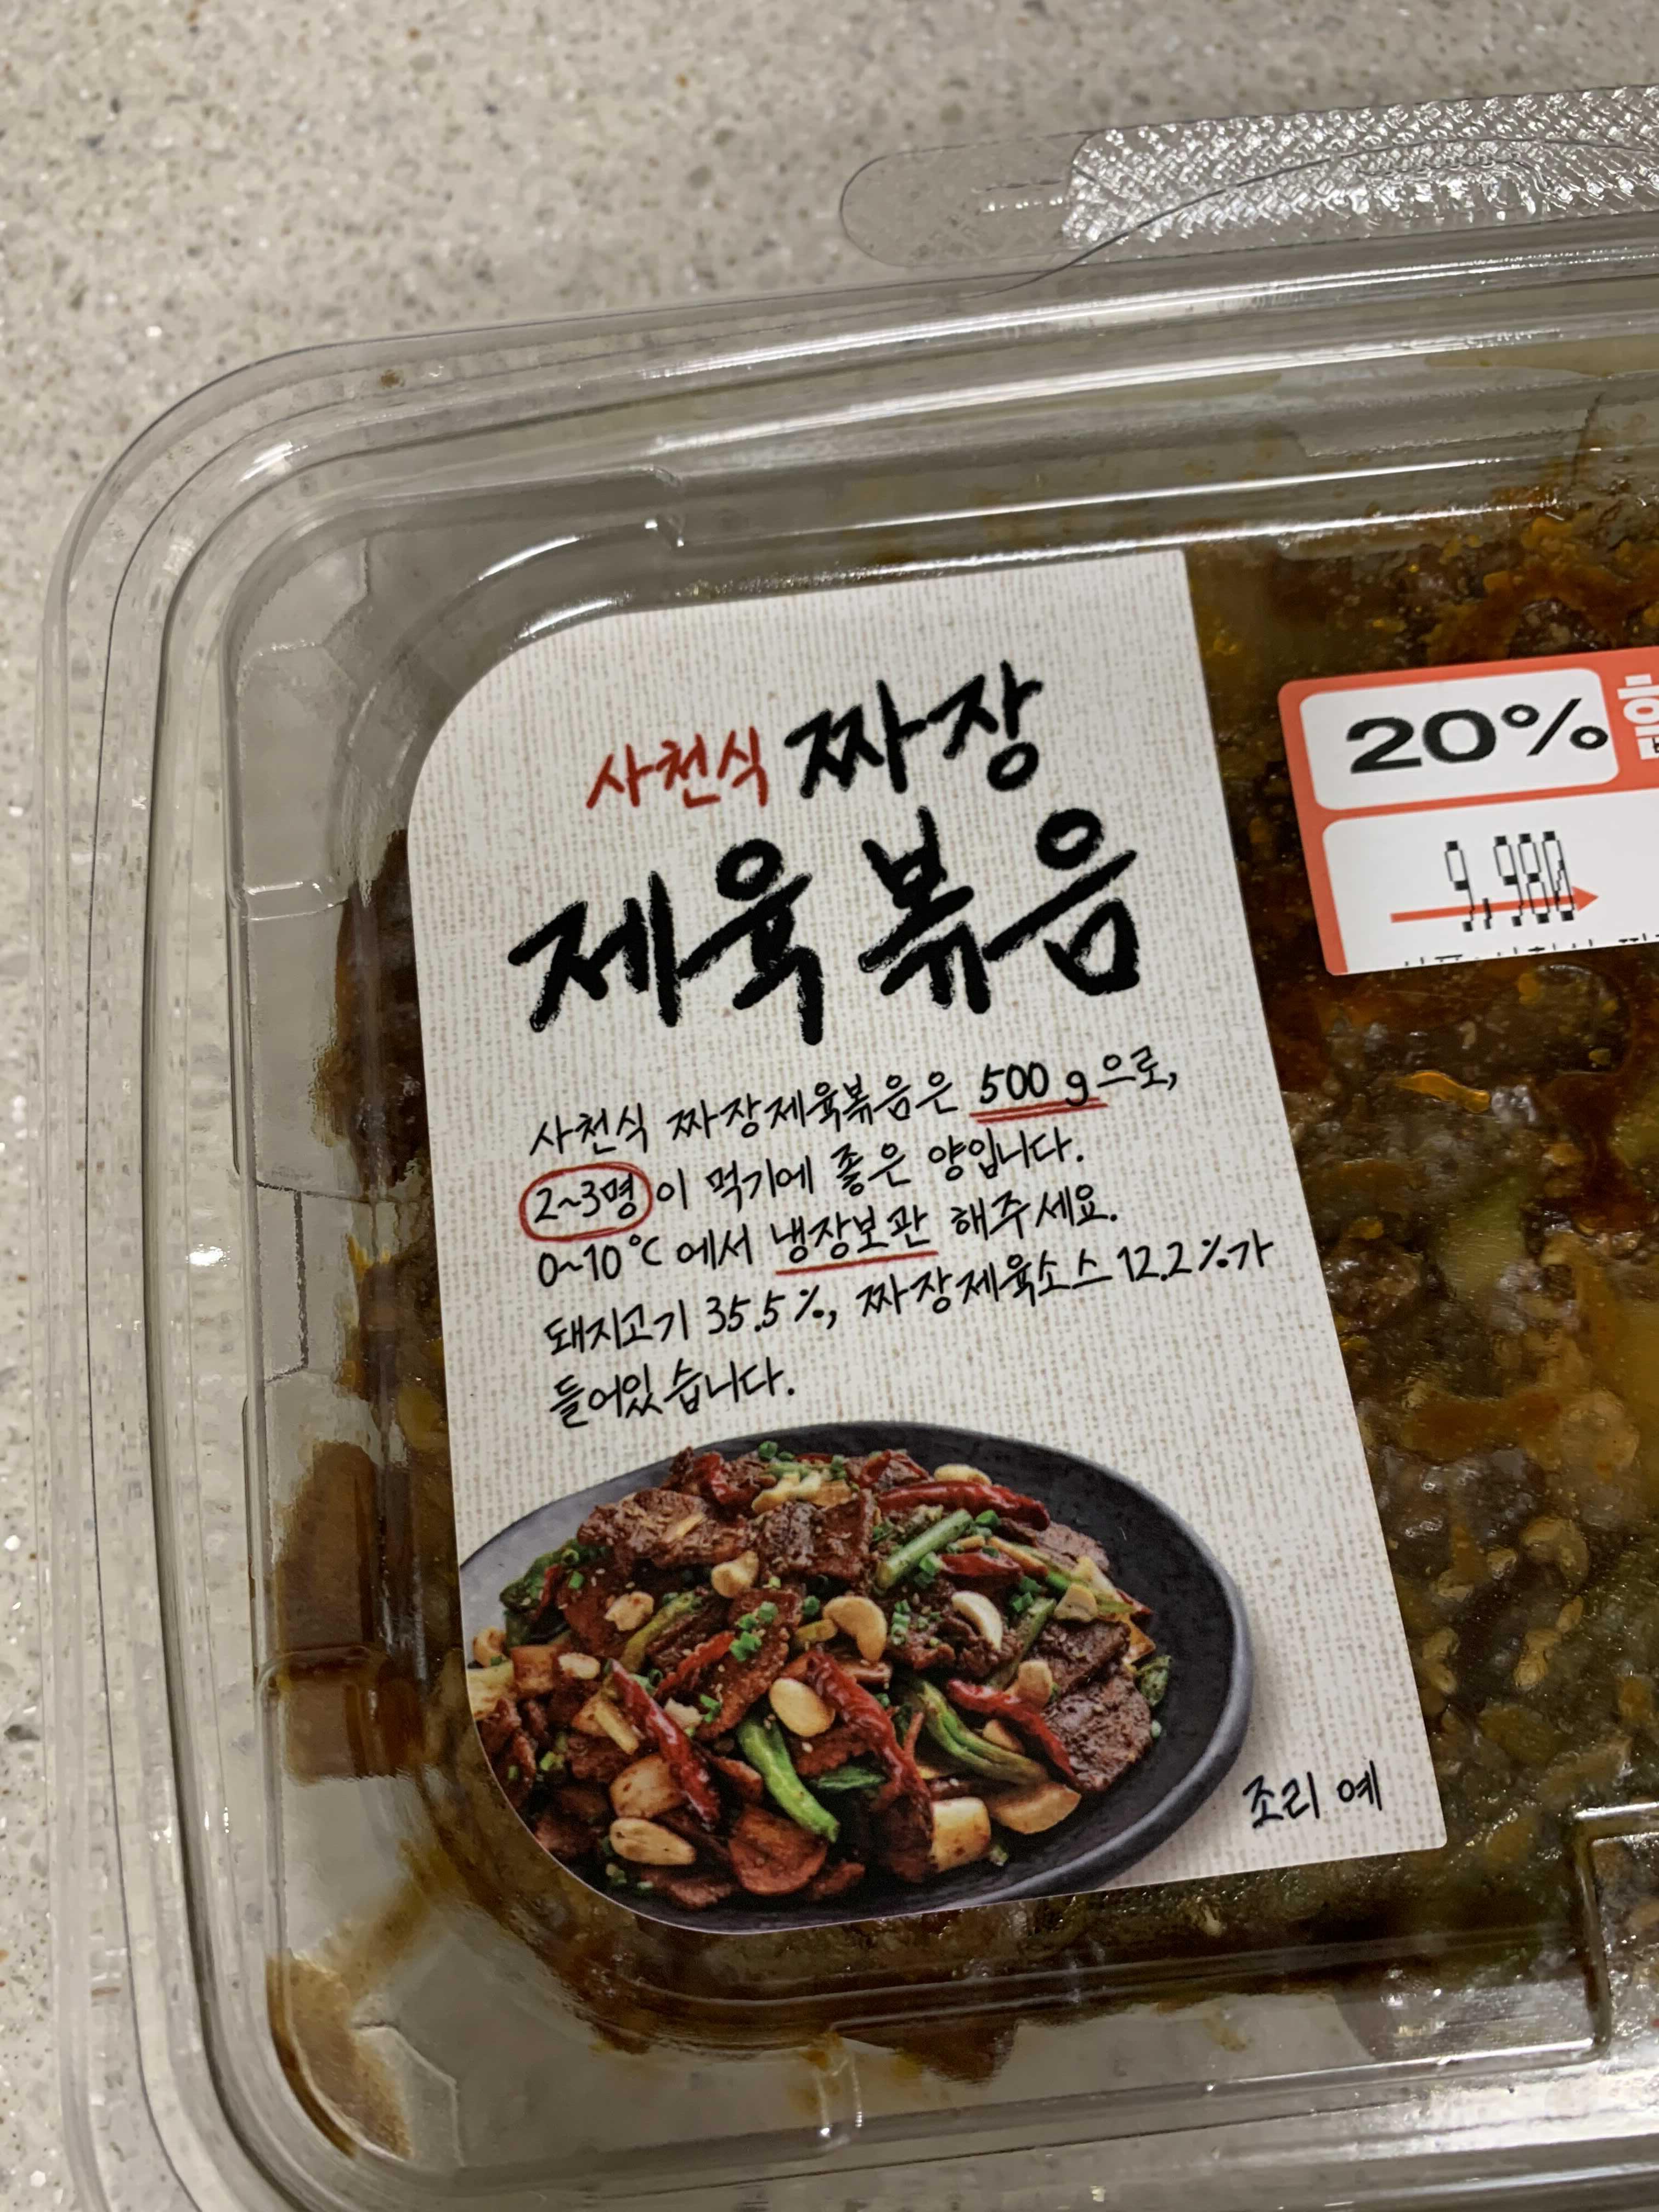 사천식 짜장
제육볶음
사천식 짜장제육볶음은 500 g으로,
2~3명이 먹기에 좋은 양입니다.
0~10℃에서 냉장보관 해주세요.
돼지고기 35.5%, 짜장제육소스 12.2%가
들어있습니다.
조리 예
20%
9,980